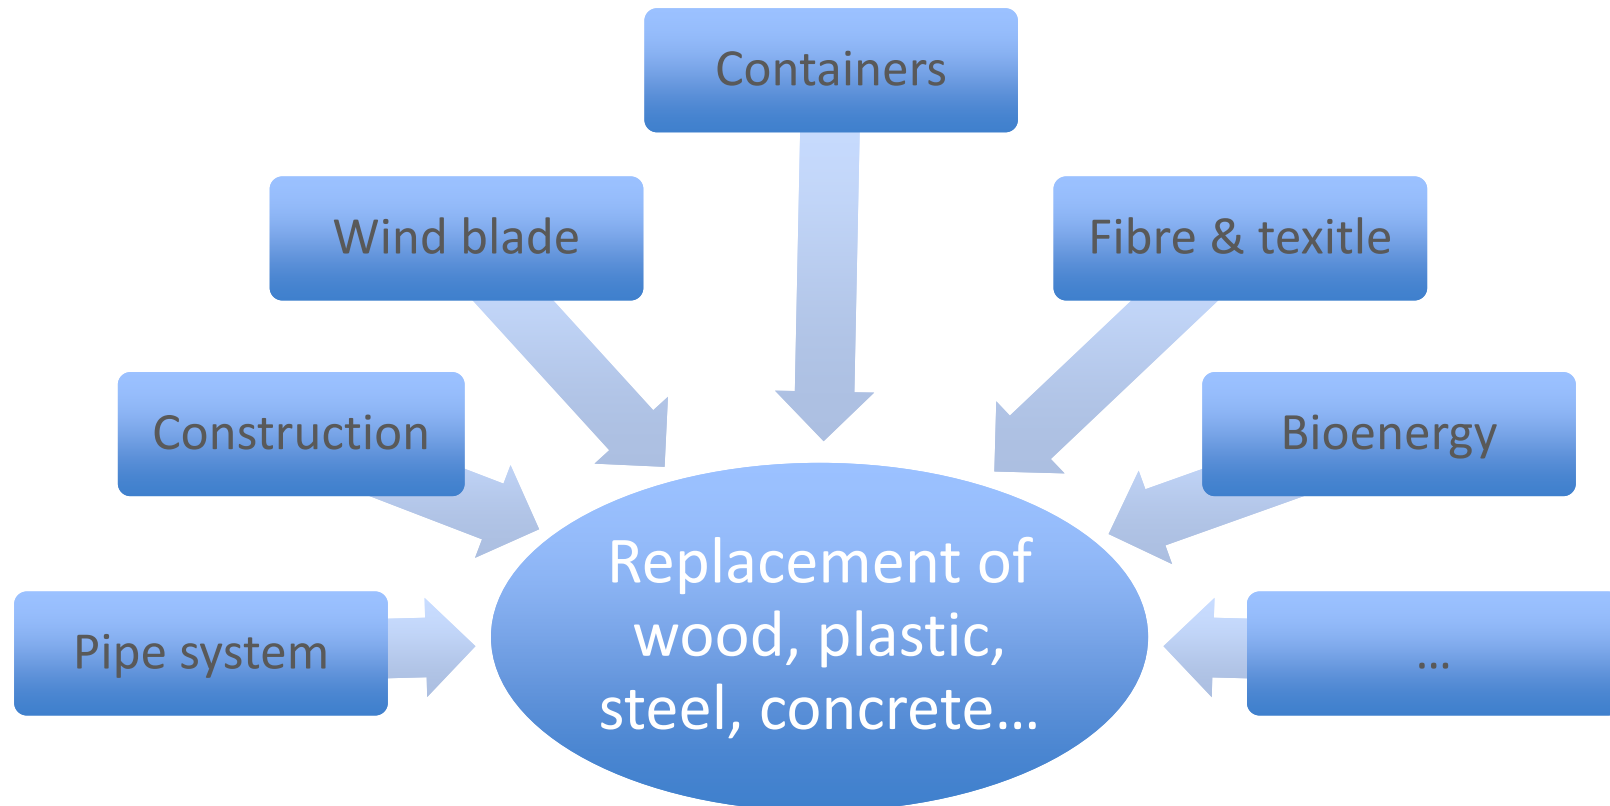 Containers
Wind blade
Fibre & texitle
Construction
Bioenergy
Replacement of
wood, plastic,
steel, concrete…
Pipe system
…